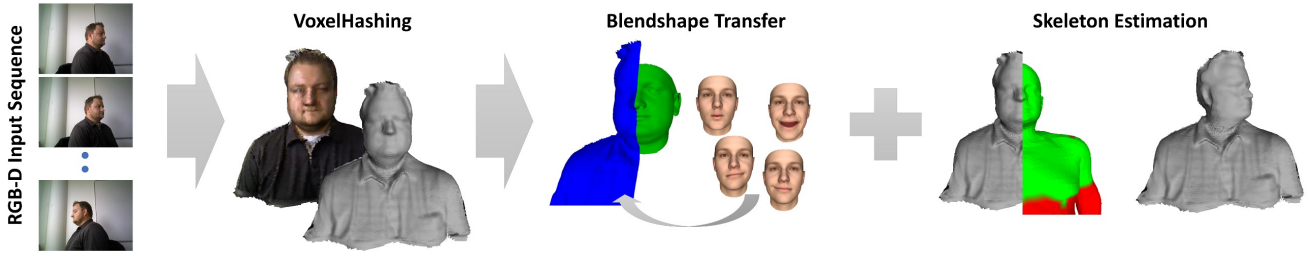 RGB-D Input Sequence
VoxelHashing
Blendshape Transfer
Skeleton Estimation